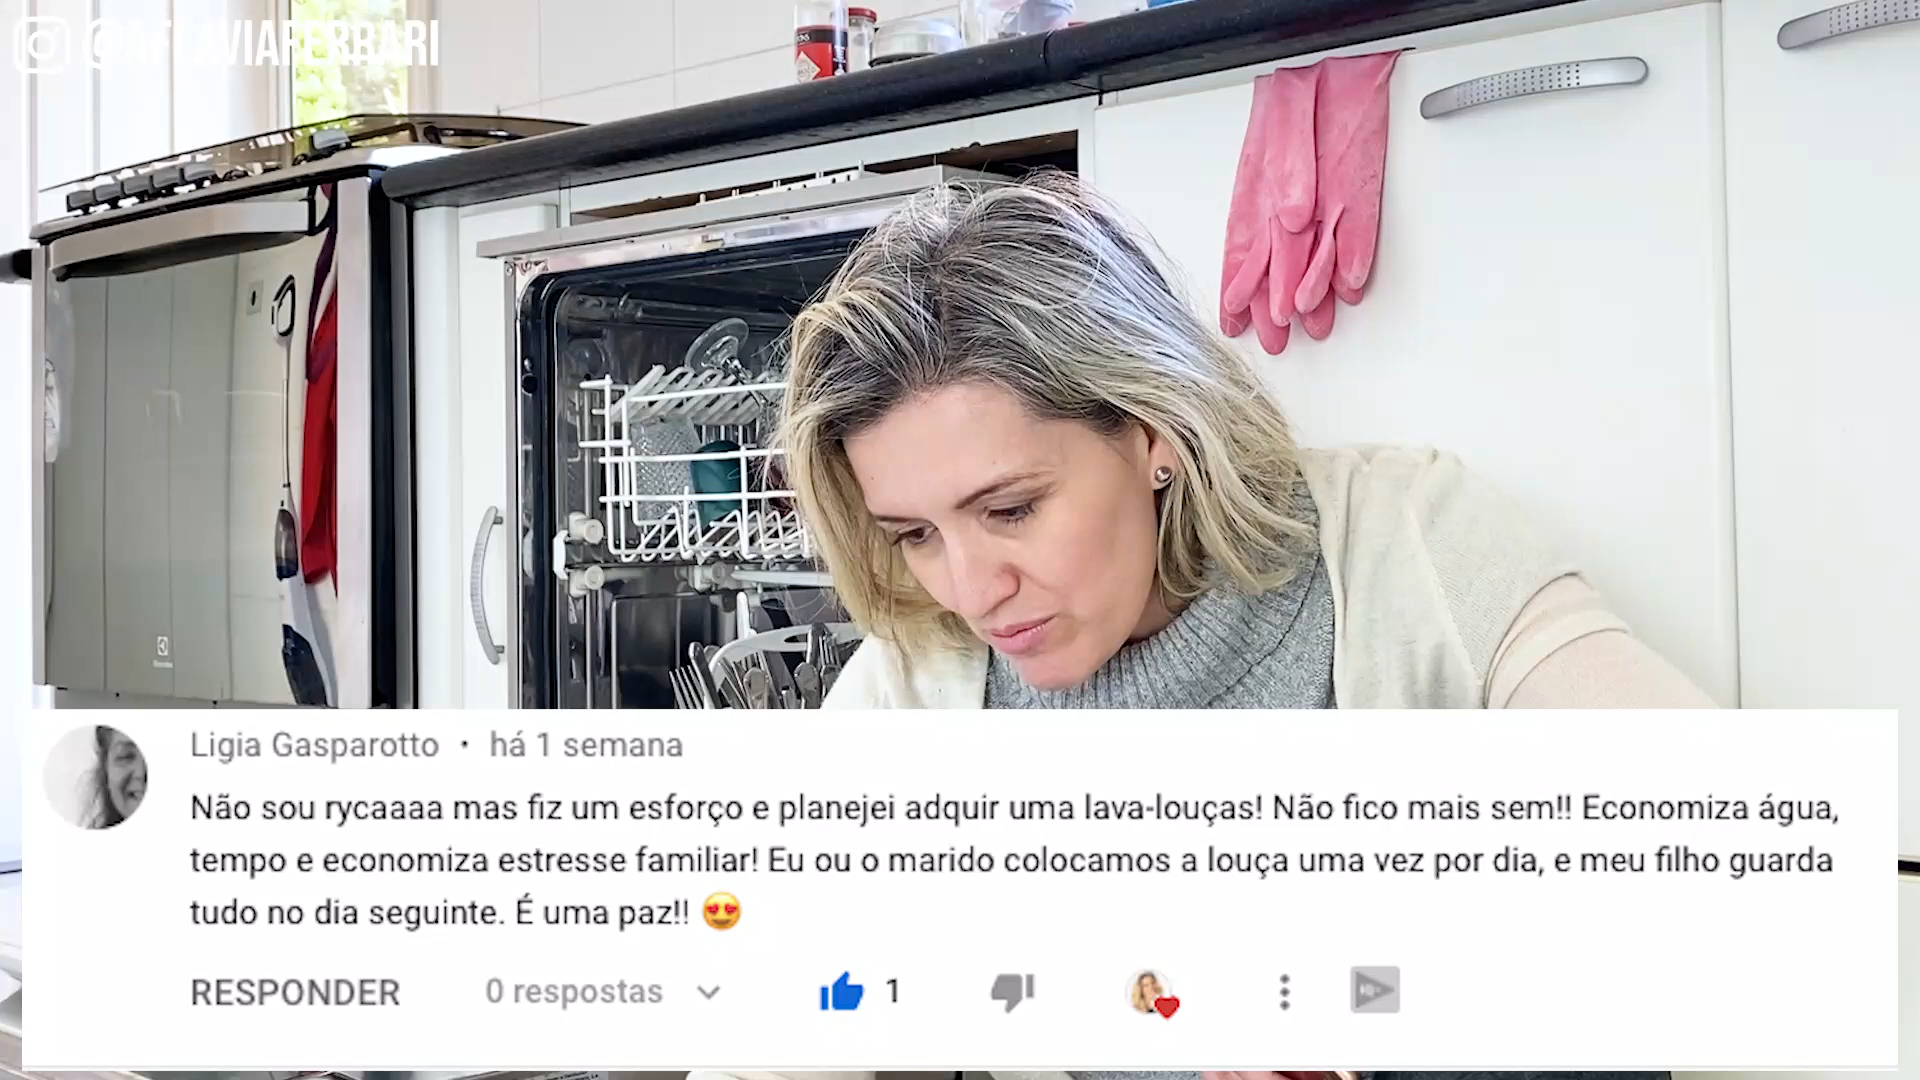 @AFLAVIAFERRARI
Ligia Gasparotto • há 1 semana
Não sou rycaaaa mas fiz um esforço e planejei adquir uma lava-louças! Não fico mais sem!! Economiza água,
tempo e economiza estresse familiar! Eu ou o marido colocamos a louça uma vez por dia, e meu filho guarda
tudo no dia seguinte. É uma paz!! 😍
RESPONDER 0 respostas 1